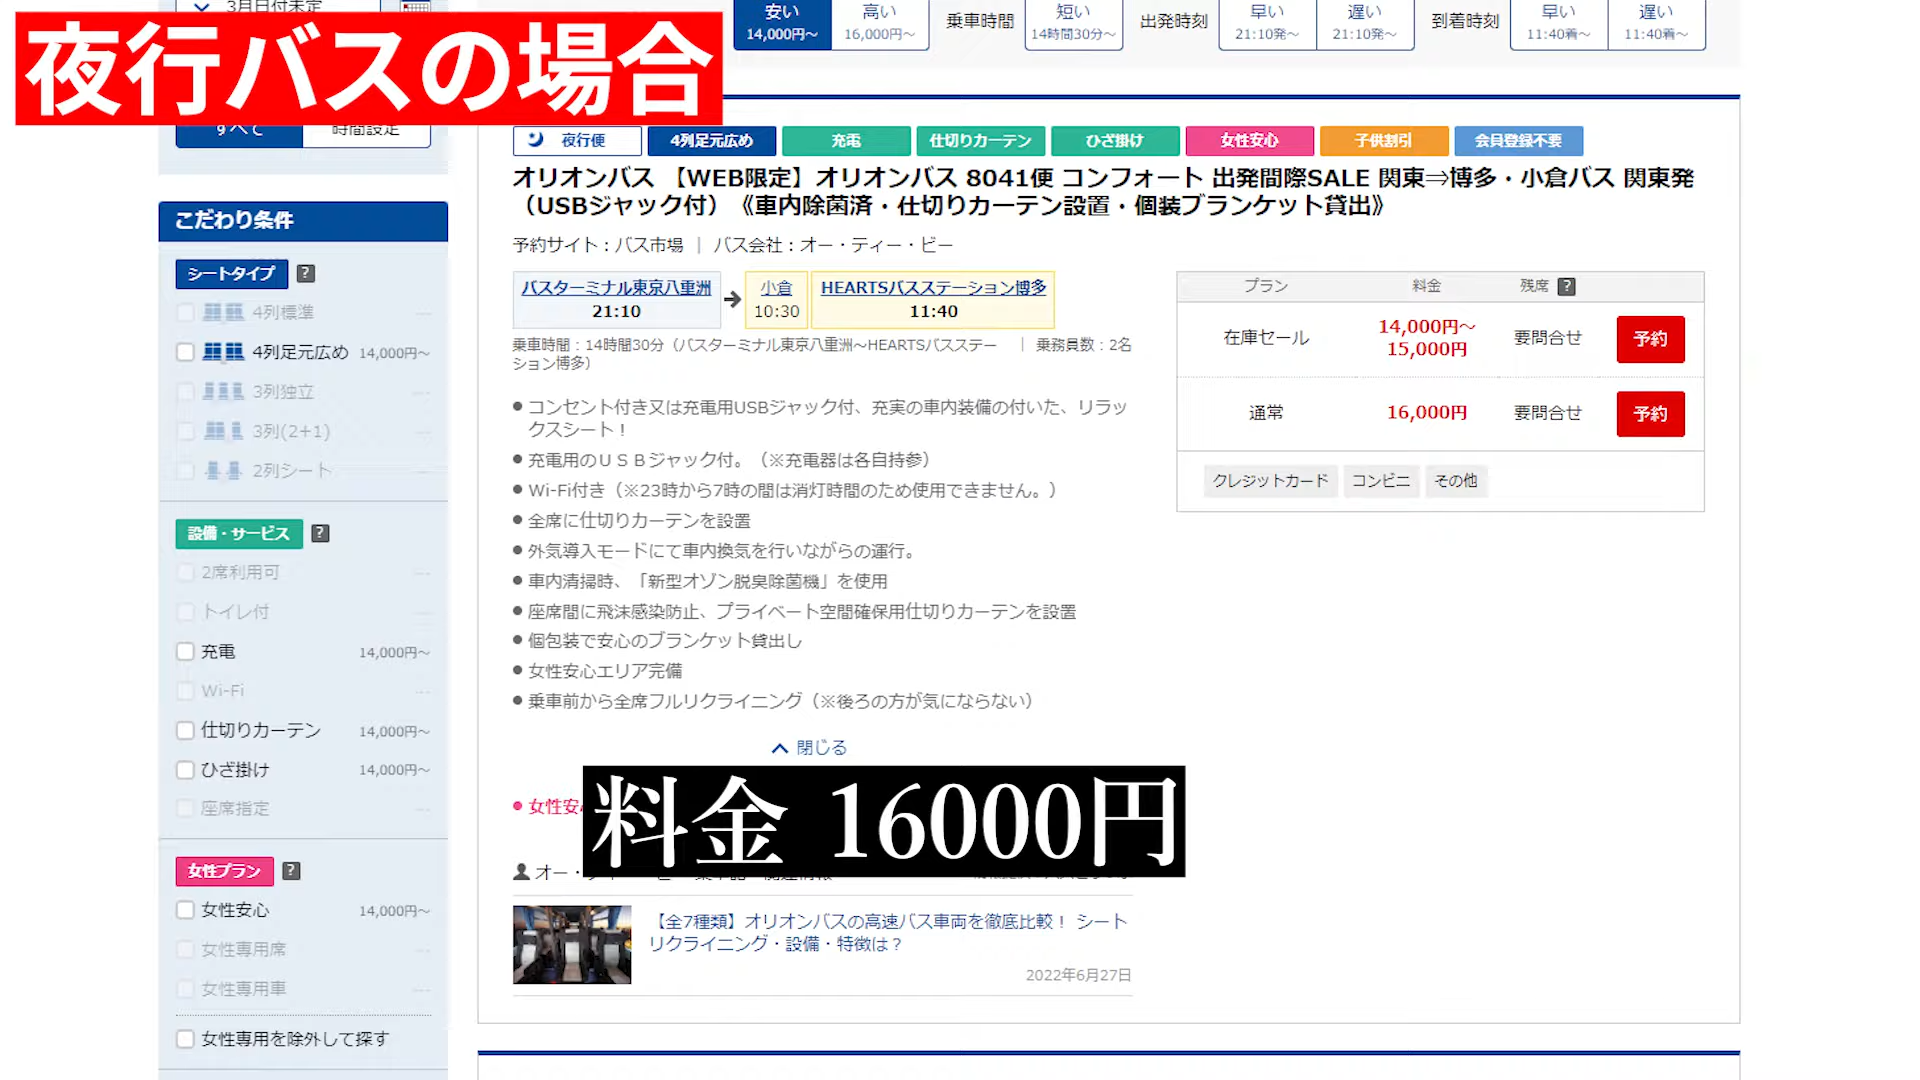 3月日付未定
夜行バスの場合
すべて
時間設定
安い
14,000円〜
高い
16,000円〜
乗車時間
短い
14時間30分〜
出発時刻
早い
21:10発〜
遅い
21:10発〜
到着時刻
早い
11:40着〜
遅い
11:40着〜
こだわり条件
シートタイプ ?
4列標準 ---
4列足元広め 14,000円〜
3列独立 ---
3列(2+1) ---
2列シート ---
設備・サービス ?
2席利用可 ---
トイレ付 ---
充電 14,000円〜
Wi-Fi ---
仕切りカーテン 14,000円〜
ひざ掛け 14,000円〜
座席指定 ---
女性プラン ?
女性安心 14,000円〜
女性専用席 ---
女性専用車 ---
女性専用を除外して探す
夜行便 4列足元広め 充電 仕切りカーテン ひざ掛け 女性安心 子供割引 会員登録不要
オリオンバス 【WEB限定】オリオンバス 8041便 コンフォート 出発間際SALE 関東⇒博多・小倉バス 関東発
（USBジャック付）《車内除菌済・仕切りカーテン設置・個装ブランケット貸出》
予約サイト：バス市場 ｜ バス会社：オー・ティー・ビー
バスターミナル東京八重洲
21:10
小倉
10:30
HEARTSバスステーション博多
11:40
乗車時間：14時間30分（バスターミナル東京八重洲〜HEARTSバスステー
ション博多）
｜ 乗務員数：2名
● コンセント付き又は充電用USBジャック付、充実の車内装備の付いた、リラッ
クスシート！
● 充電用のＵＳＢジャック付。（※充電器は各自持参）
● Wi-Fi付き（※23時から7時の間は消灯時間のため使用できません。）
● 全席に仕切りカーテンを設置
● 外気導入モードにて車内換気を行いながらの運行。
● 車内清掃時、「新型オゾン脱臭除菌機」を使用
● 座席間に飛沫感染防止、プライベート空間確保用仕切りカーテンを設置
● 個包装で安心のブランケット貸出し
● 女性安心エリア完備
● 乗車前から全席フルリクライニング（※後ろの方が気にならない）
閉じる
● 女性安
料金 16000円
オー・
【全7種類】オリオンバスの高速バス車両を徹底比較！ シート
リクライニング・設備・特徴は？
2022年6月27日
プラン 料金 残席 ?
在庫セール 14,000円〜
15,000円 要問合せ 予約
通常 16,000円 要問合せ 予約
クレジットカード コンビニ その他